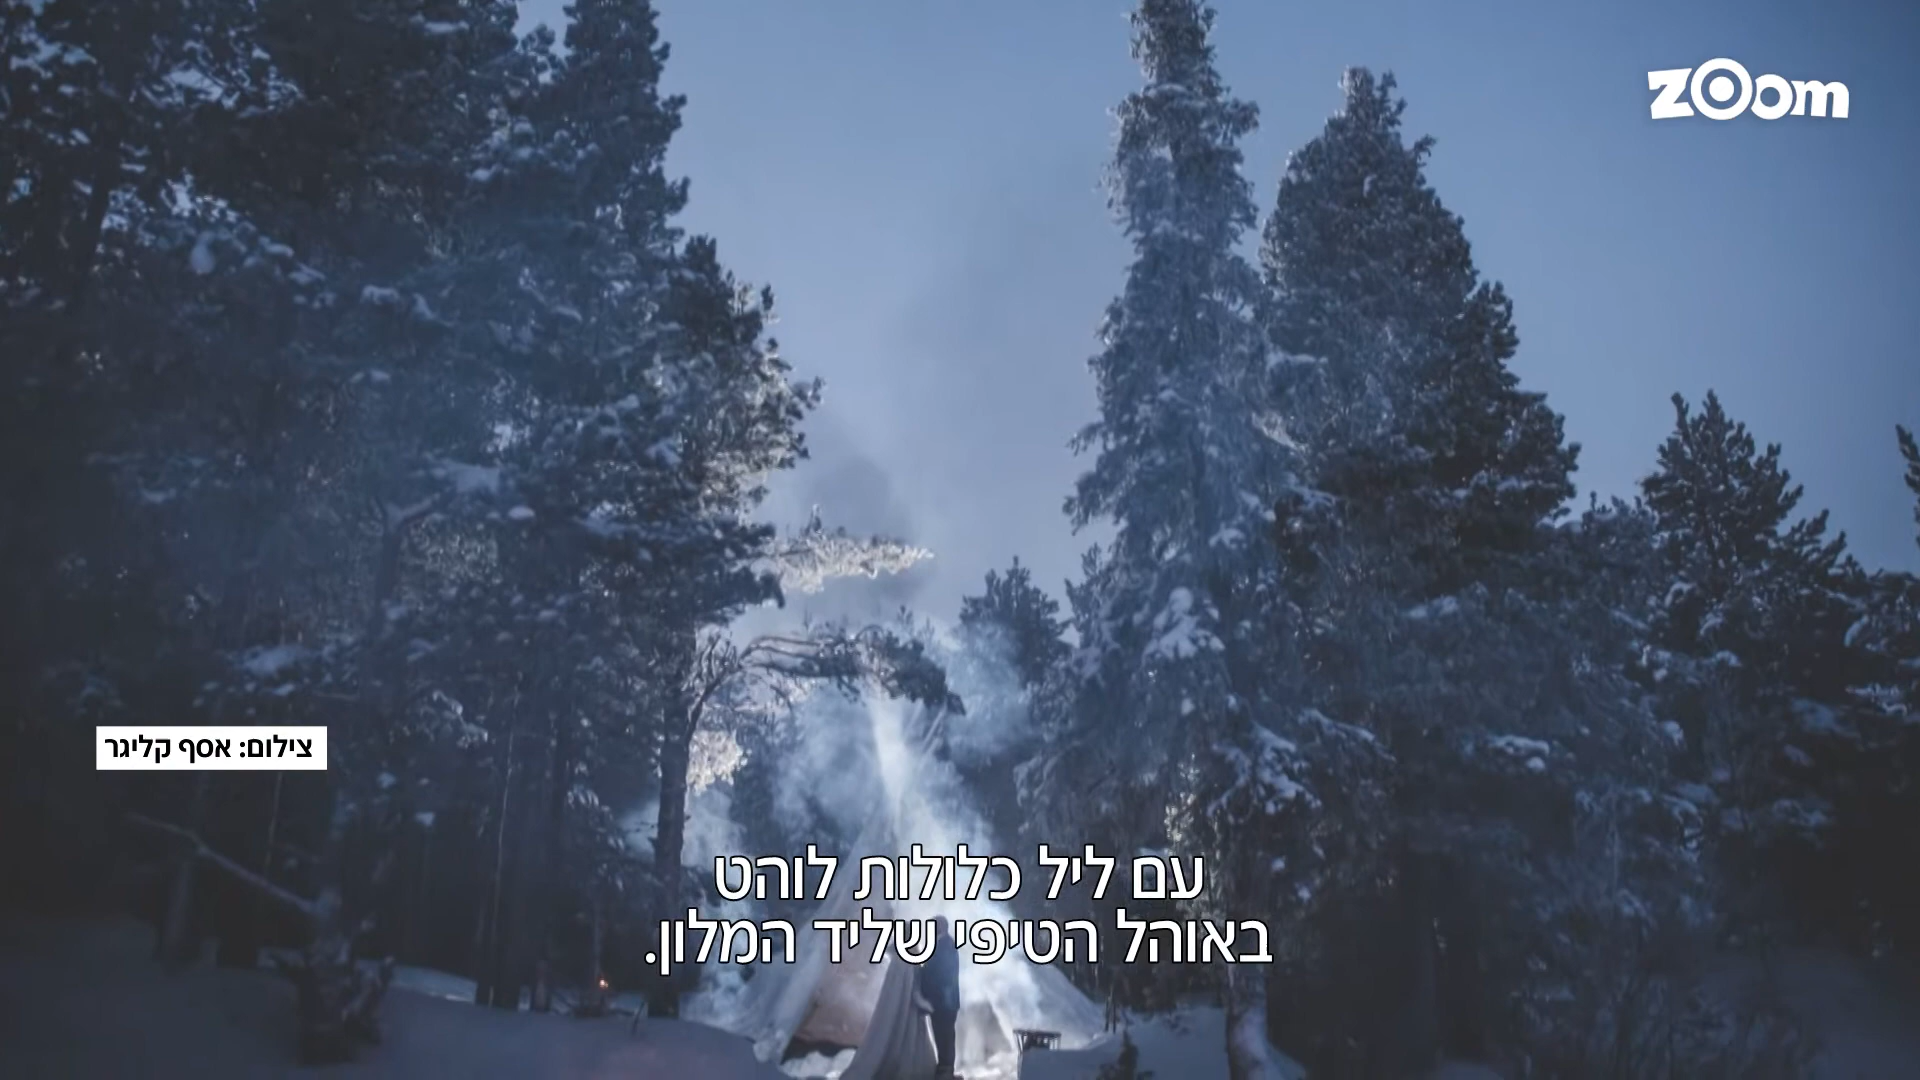 zoom
צילום: אסף קליגר
עם ליל כלולות לוהט
באוהל הטיפי שליד המלון.